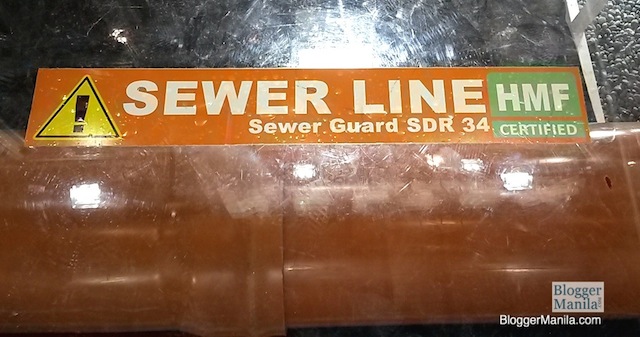 ! SEWER LINE HMF
Sewer Guard SDR 34 CERTIFIED
Blogger
Manila
BloggerManila.com